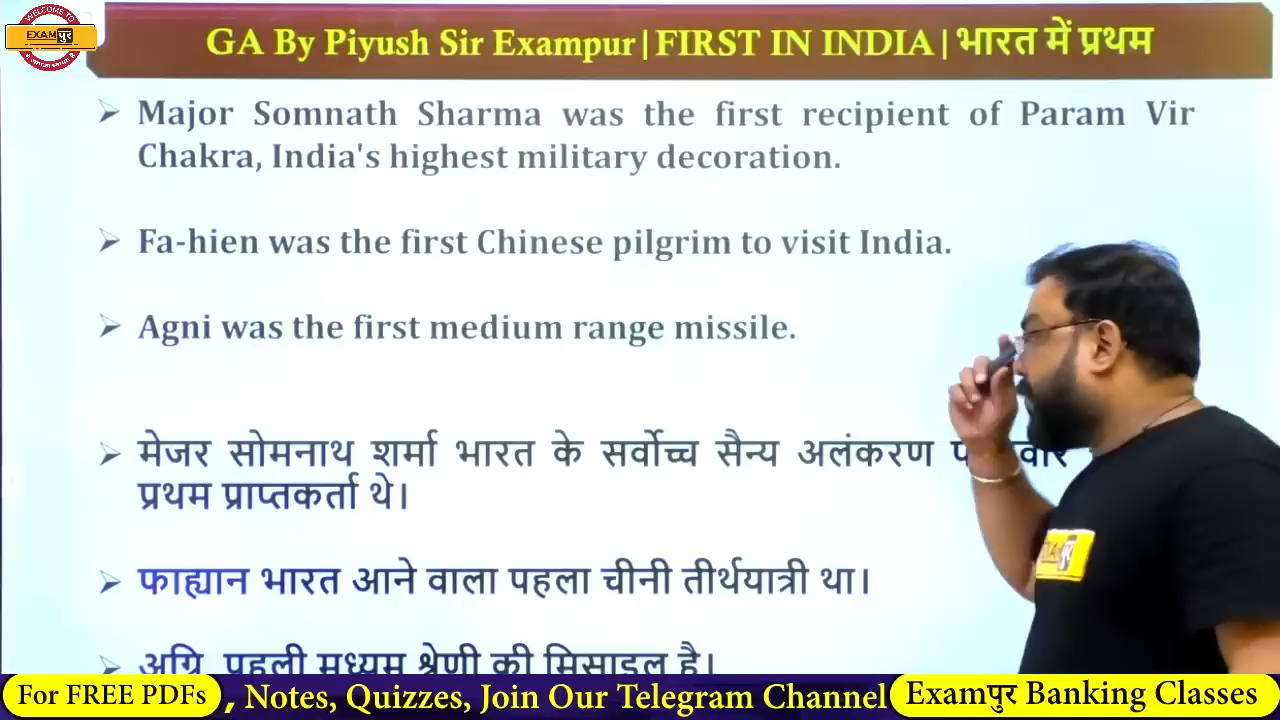 WELCOME TO
EXAMपुर
GA By Piyush Sir Exampur|FIRST IN INDIA|भारत में प्रथम
Major Somnath Sharma was the first recipient of Param Vir
Chakra, India's highest military decoration.
Fa-hien was the first Chinese pilgrim to visit India.
Agni was the first medium range missile.
मेजर सोमनाथ शर्मा भारत के सर्वोच्च सैन्य अलंकरण
प्रथम प्राप्तकर्ता थे।
फाह्यान भारत आने वाला पहला चीनी तीर्थयात्री था।
अग्नि पहली मध्यम श्रेणी की मिसाइल है।
For FREE PDFs , Notes, Quizzes, Join Our Telegram Channel Examपुर Banking Classes